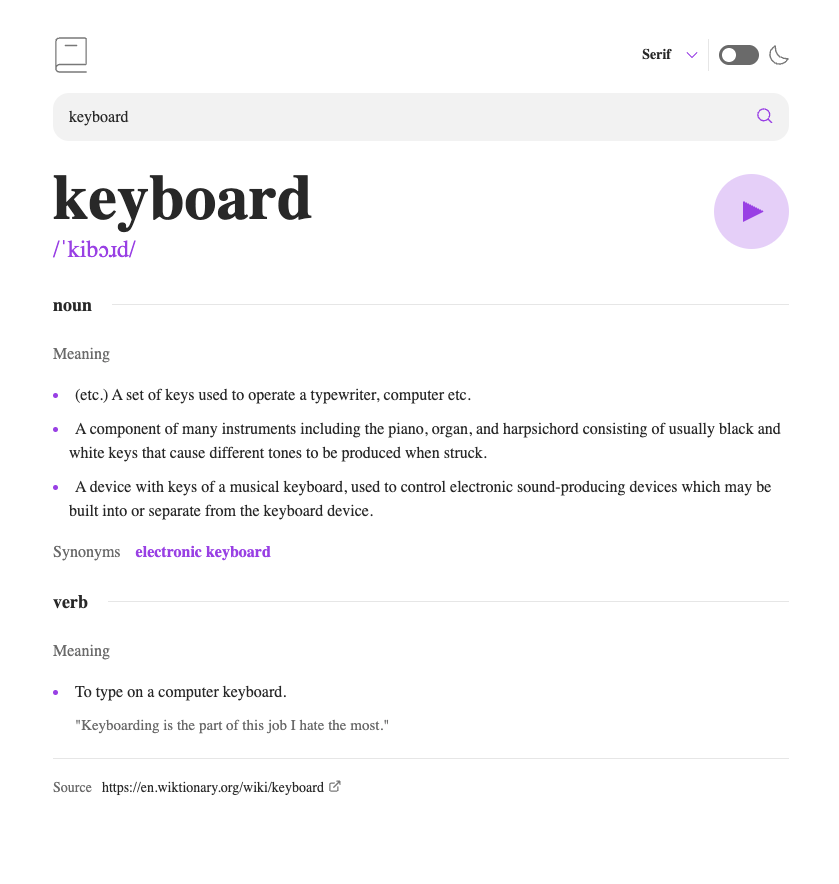 Serif
keyboard
keyboard
/ˈkibɔɹd/
noun
Meaning
(etc.) A set of keys used to operate a typewriter, computer etc.
A component of many instruments including the piano, organ, and harpsichord consisting of usually black and
white keys that cause different tones to be produced when struck.
A device with keys of a musical keyboard, used to control electronic sound-producing devices which may be
built into or separate from the keyboard device.
Synonyms electronic keyboard
verb
Meaning
To type on a computer keyboard.
"Keyboarding is the part of this job I hate the most."
Source https://en.wiktionary.org/wiki/keyboard